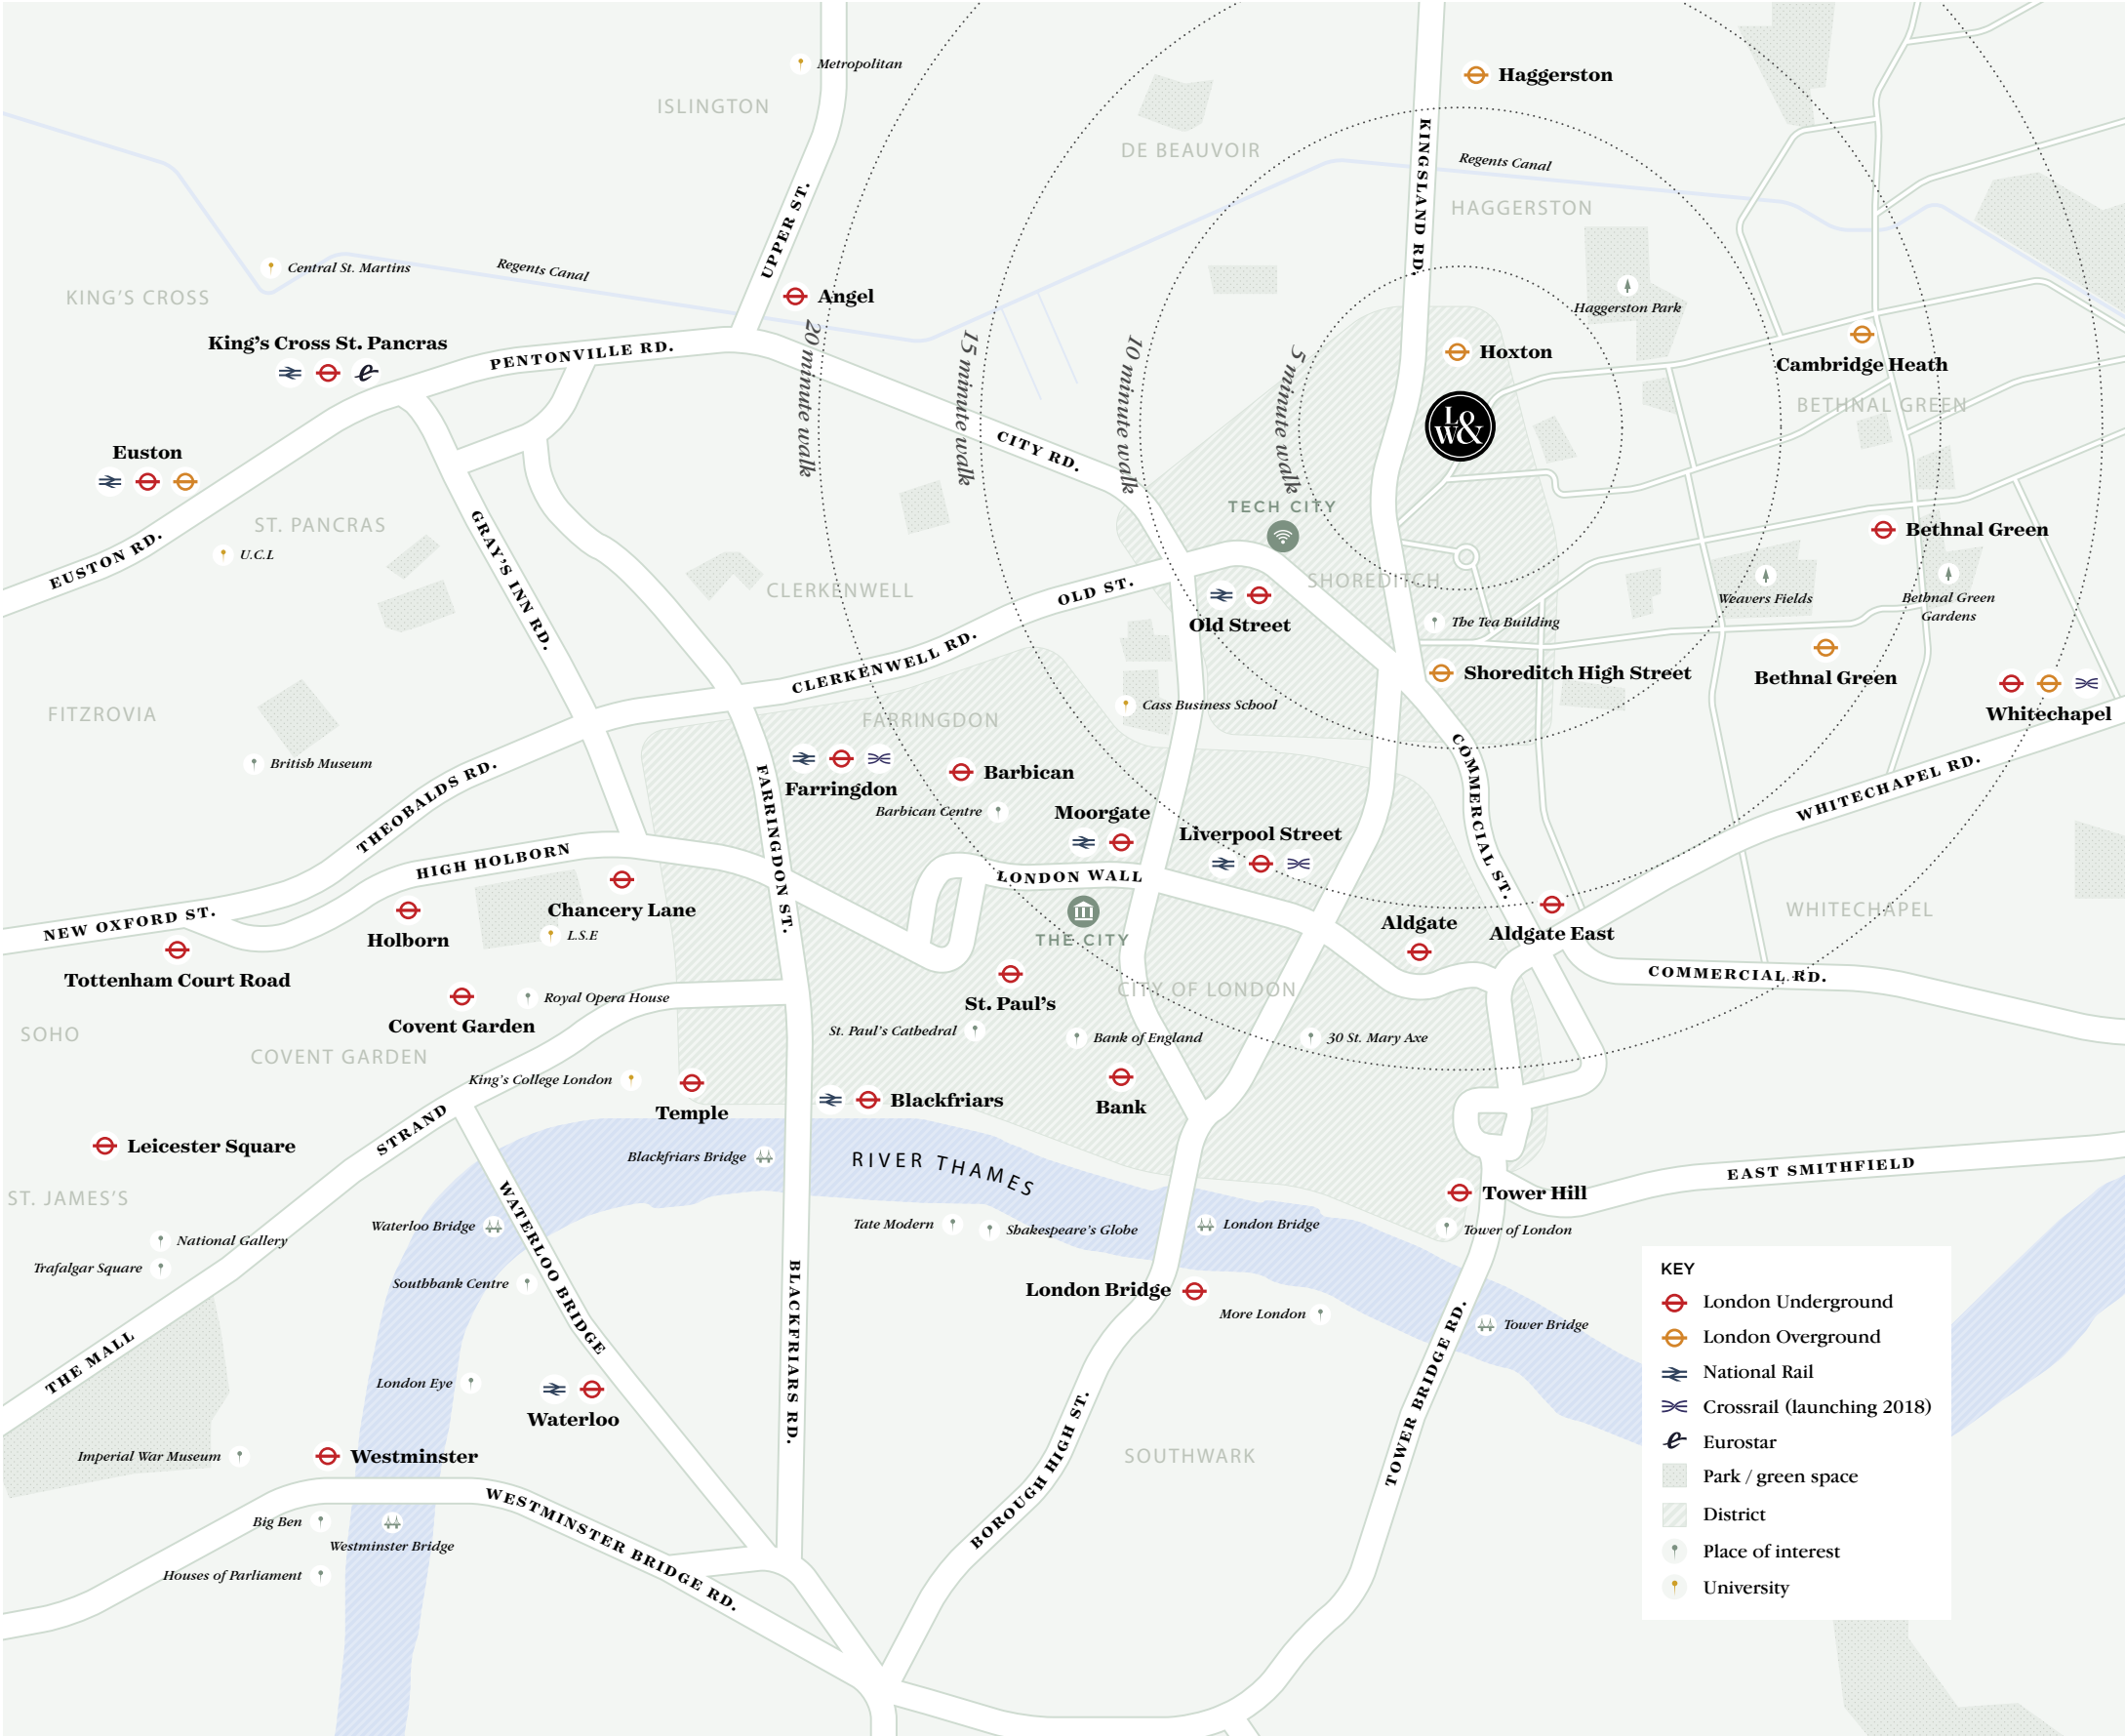 Metropolitan
Haggerston
ISLINGTON
DE BEAUVOIR
KINGSLAND RD.
Regents Canal
HAGGERSTON
UPPER ST.
Central St. Martins
Regents Canal
KING'S CROSS
Angel
Haggerston Park
King's Cross St. Pancras
PENTONVILLE RD.
20 minute walk
15 minute walk
10 minute walk
5 minute walk
Hoxton
Cambridge Heath
BETHNAL GREEN
L
W&
CITY RD.
Euston
TECH CITY
ST. PANCRAS
GRAY'S INN RD.
Bethnal Green
EUSTON RD.
U.C.L
CLERKENWELL
OLD ST.
SHOREDITCH
Old Street
The Tea Building
Weavers Fields
Bethnal Green
Gardens
CLERKENWELL RD.
Shoreditch High Street
Bethnal Green
Whitechapel
FITZROVIA
FARRINGDON
Cass Business School
British Museum
THEOBALDS RD.
FARRINGDON ST.
Farringdon
Barbican
Barbican Centre
Moorgate
Liverpool Street
COMMERCIAL ST.
WHITECHAPEL RD.
HIGH HOLBORN
LONDON WALL
NEW OXFORD ST.
Chancery Lane
Holborn
L.S.E
THE CITY
Aldgate
Aldgate East
WHITECHAPEL
Tottenham Court Road
St. Paul's
CITY OF LONDON
COMMERCIAL RD.
Royal Opera House
Covent Garden
SOHO
COVENT GARDEN
St. Paul's Cathedral
Bank of England
30 St. Mary Axe
King's College London
Temple
Blackfriars
Bank
STRAND
Leicester Square
Blackfriars Bridge
RIVER THAMES
EAST SMITHFIELD
ST. JAMES'S
Tower Hill
WATERLOO BRIDGE
Waterloo Bridge
Tate Modern
Shakespeare's Globe
London Bridge
Tower of London
National Gallery
Trafalgar Square
Southbank Centre
BLACKFRIARS RD.
London Bridge
More London
TOWER BRIDGE RD.
Tower Bridge
THE MALL
London Eye
Waterloo
BOROUGH HIGH ST.
Imperial War Museum
Westminster
SOUTHWARK
WESTMINSTER BRIDGE RD.
Big Ben
Westminster Bridge
Houses of Parliament
KEY
London Underground
London Overground
National Rail
Crossrail (launching 2018)
Eurostar
Park / green space
District
Place of interest
University